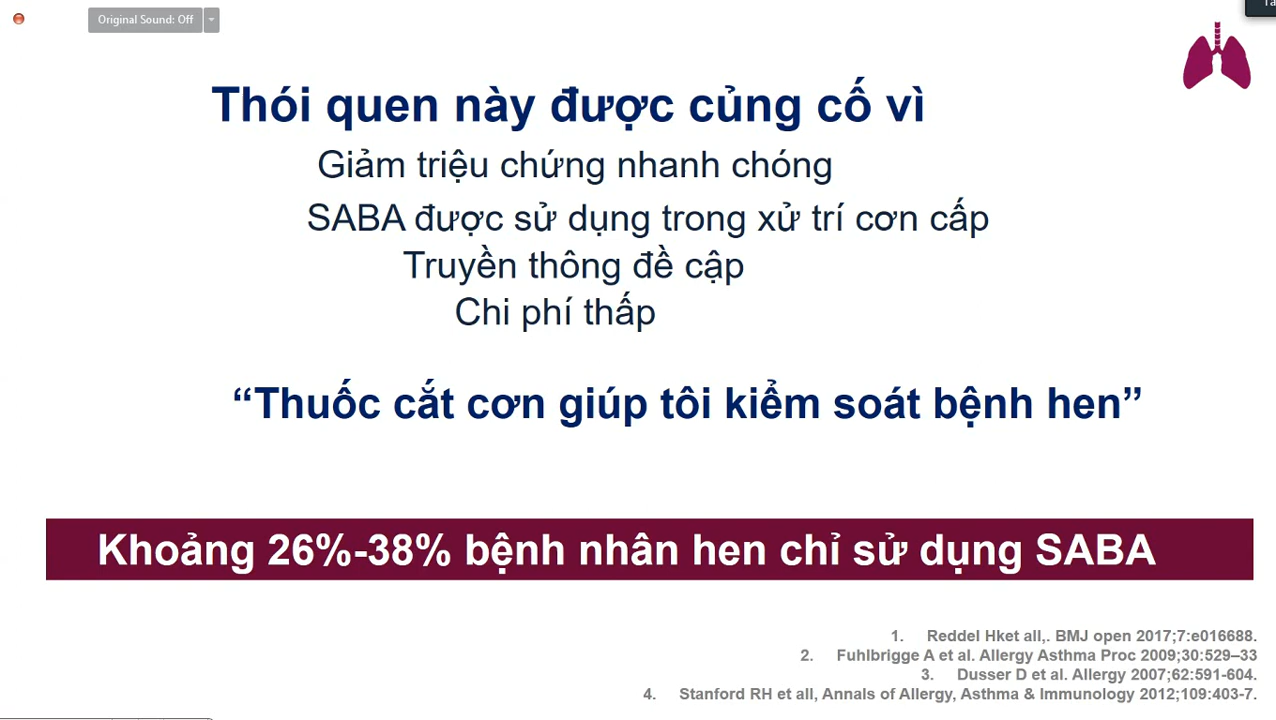 Original Sound: Off
Ta
Thói quen này được củng cố vì
Giảm triệu chứng nhanh chóng
SABA được sử dụng trong xử trí cơn cấp
Truyền thông đề cập
Chi phí thấp
“Thuốc cắt cơn giúp tôi kiểm soát bệnh hen”
Khoảng 26%-38% bệnh nhân hen chỉ sử dụng SABA
1. Reddel Hket all,. BMJ open 2017;7:e016688.
2. Fuhlbrigge A et al. Allergy Asthma Proc 2009;30:529–33
3. Dusser D et al. Allergy 2007;62:591-604.
4. Stanford RH et all, Annals of Allergy, Asthma & Immunology 2012;109:403-7.